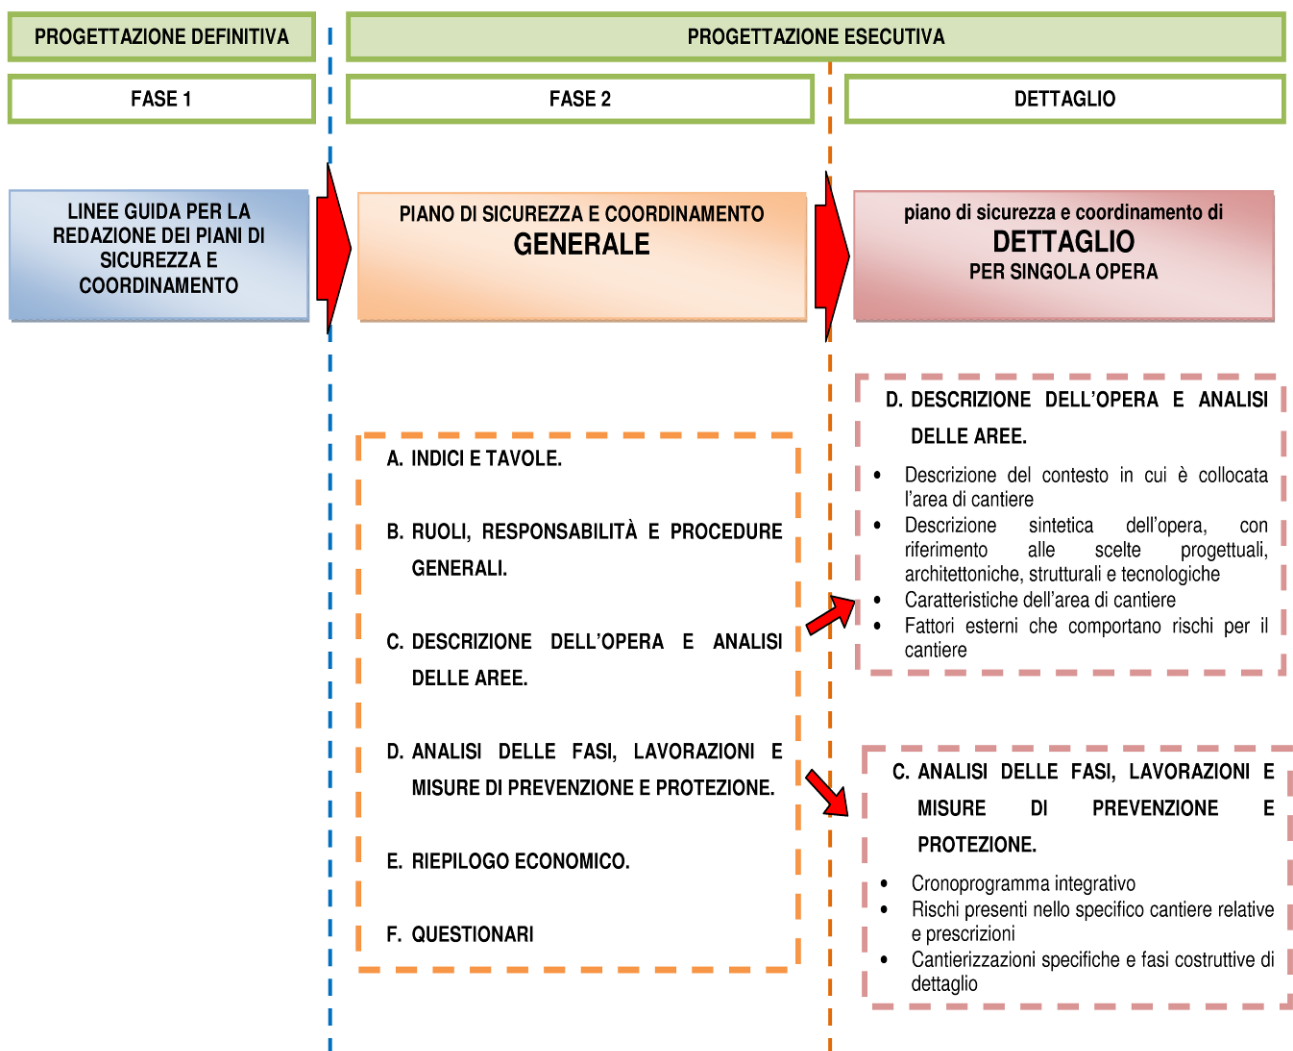 PROGETTAZIONE DEFINITIVA
PROGETTAZIONE ESECUTIVA
FASE 1
FASE 2
DETTAGLIO
LINEE GUIDA PER LA
REDAZIONE DEI PIANI DI
SICUREZZA E
COORDINAMENTO
PIANO DI SICUREZZA E COORDINAMENTO
GENERALE
piano di sicurezza e coordinamento di
DETTAGLIO
PER SINGOLA OPERA
A. INDICI E TAVOLE.
B. RUOLI, RESPONSABILITÀ E PROCEDURE
GENERALI.
C. DESCRIZIONE DELL'OPERA E ANALISI
DELLE AREE.
D. ANALISI DELLE FASI, LAVORAZIONI E
MISURE DI PREVENZIONE E PROTEZIONE.
E. RIEPILOGO ECONOMICO.
F. QUESTIONARI
D. DESCRIZIONE DELL'OPERA E ANALISI
DELLE AREE.
• Descrizione del contesto in cui è collocata
l'area di cantiere
• Descrizione sintetica dell'opera, con
riferimento alle scelte progettuali,
architettoniche, strutturali e tecnologiche
• Caratteristiche dell'area di cantiere
• Fattori esterni che comportano rischi per il
cantiere
C. ANALISI DELLE FASI, LAVORAZIONI E
MISURE DI PREVENZIONE E
PROTEZIONE.
• Cronoprogramma integrativo
• Rischi presenti nello specifico cantiere relative
e prescrizioni
• Cantierizzazioni specifiche e fasi costruttive di
dettaglio